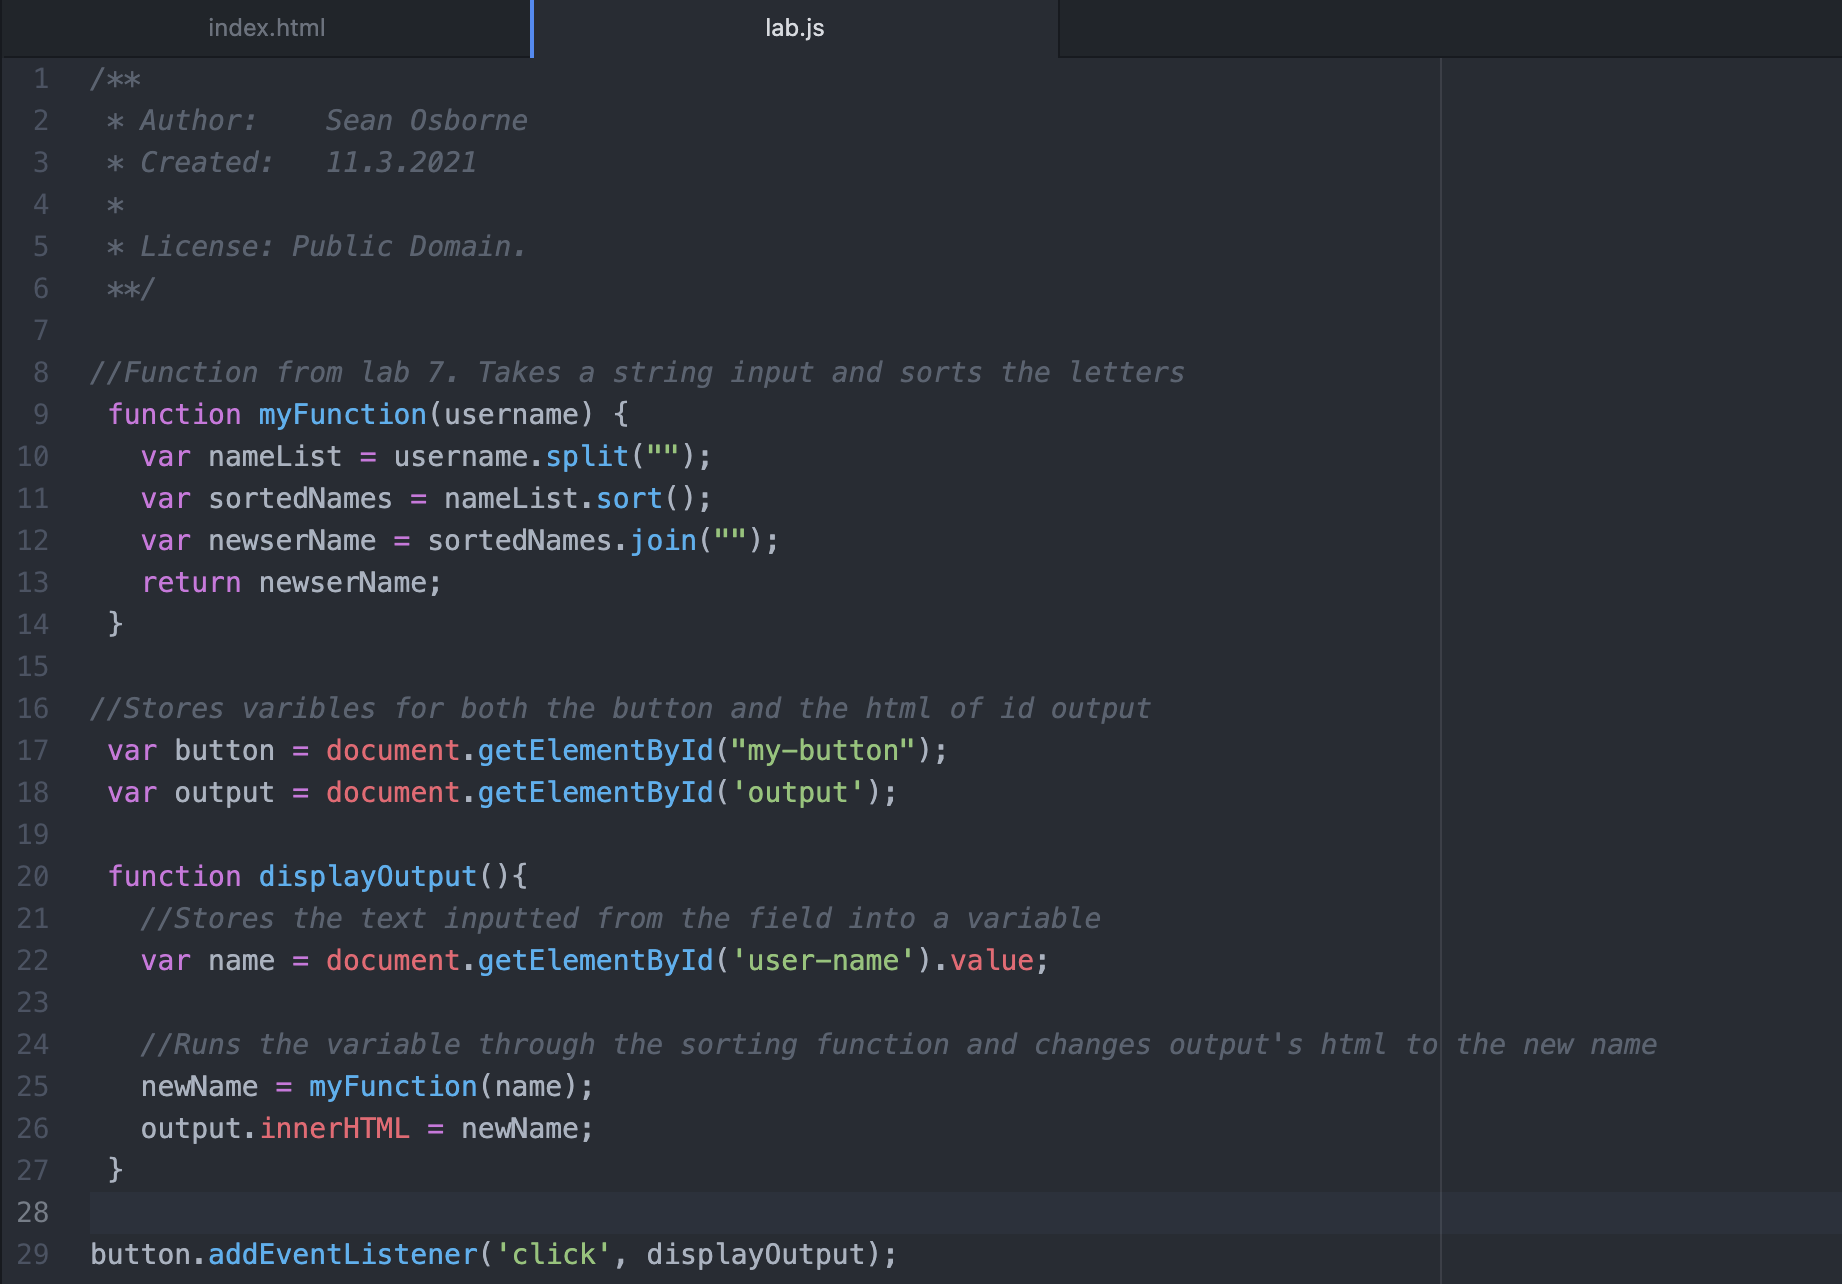 index.html lab.js
1 /**
2  * Author:    Sean Osborne
3  * Created:   11.3.2021
4  *
5  * License: Public Domain.
6  **/
7
8 //Function from lab 7. Takes a string input and sorts the letters
9  function myFunction(username) {
10    var nameList = username.split("");
11    var sortedNames = nameList.sort();
12    var newserName = sortedNames.join("");
13    return newserName;
14  }
15
16 //Stores varibles for both the button and the html of id output
17  var button = document.getElementById("my-button");
18  var output = document.getElementById('output');
19
20  function displayOutput(){
21    //Stores the text inputted from the field into a variable
22    var name = document.getElementById('user-name').value;
23
24    //Runs the variable through the sorting function and changes output's html to the new name
25    newName = myFunction(name);
26    output.innerHTML = newName;
27  }
28
29 button.addEventListener('click', displayOutput);